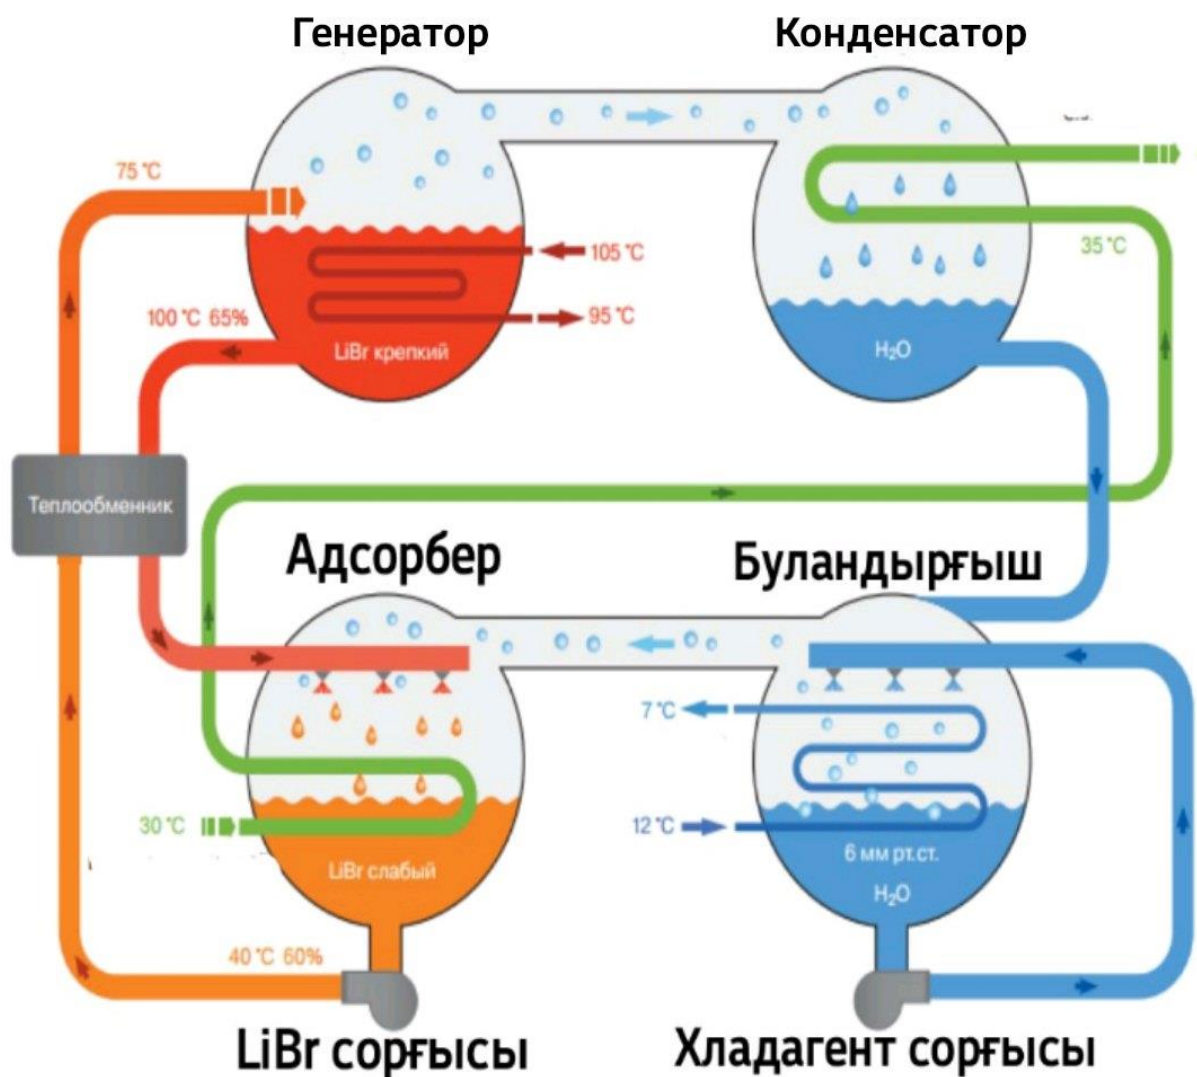 Генератор
Конденсатор
75 °C
105 °C
35 °C
100 °C 65%
95 °C
LiBr крепкий
H₂O
Теплообменник
Адсорбер
Буландырғыш
7 °C
30 °C
12 °C
6 мм рт.ст.
LiBr слабый
H₂O
40 °C 60%
LiBr сорғысы
Хладагент сорғысы